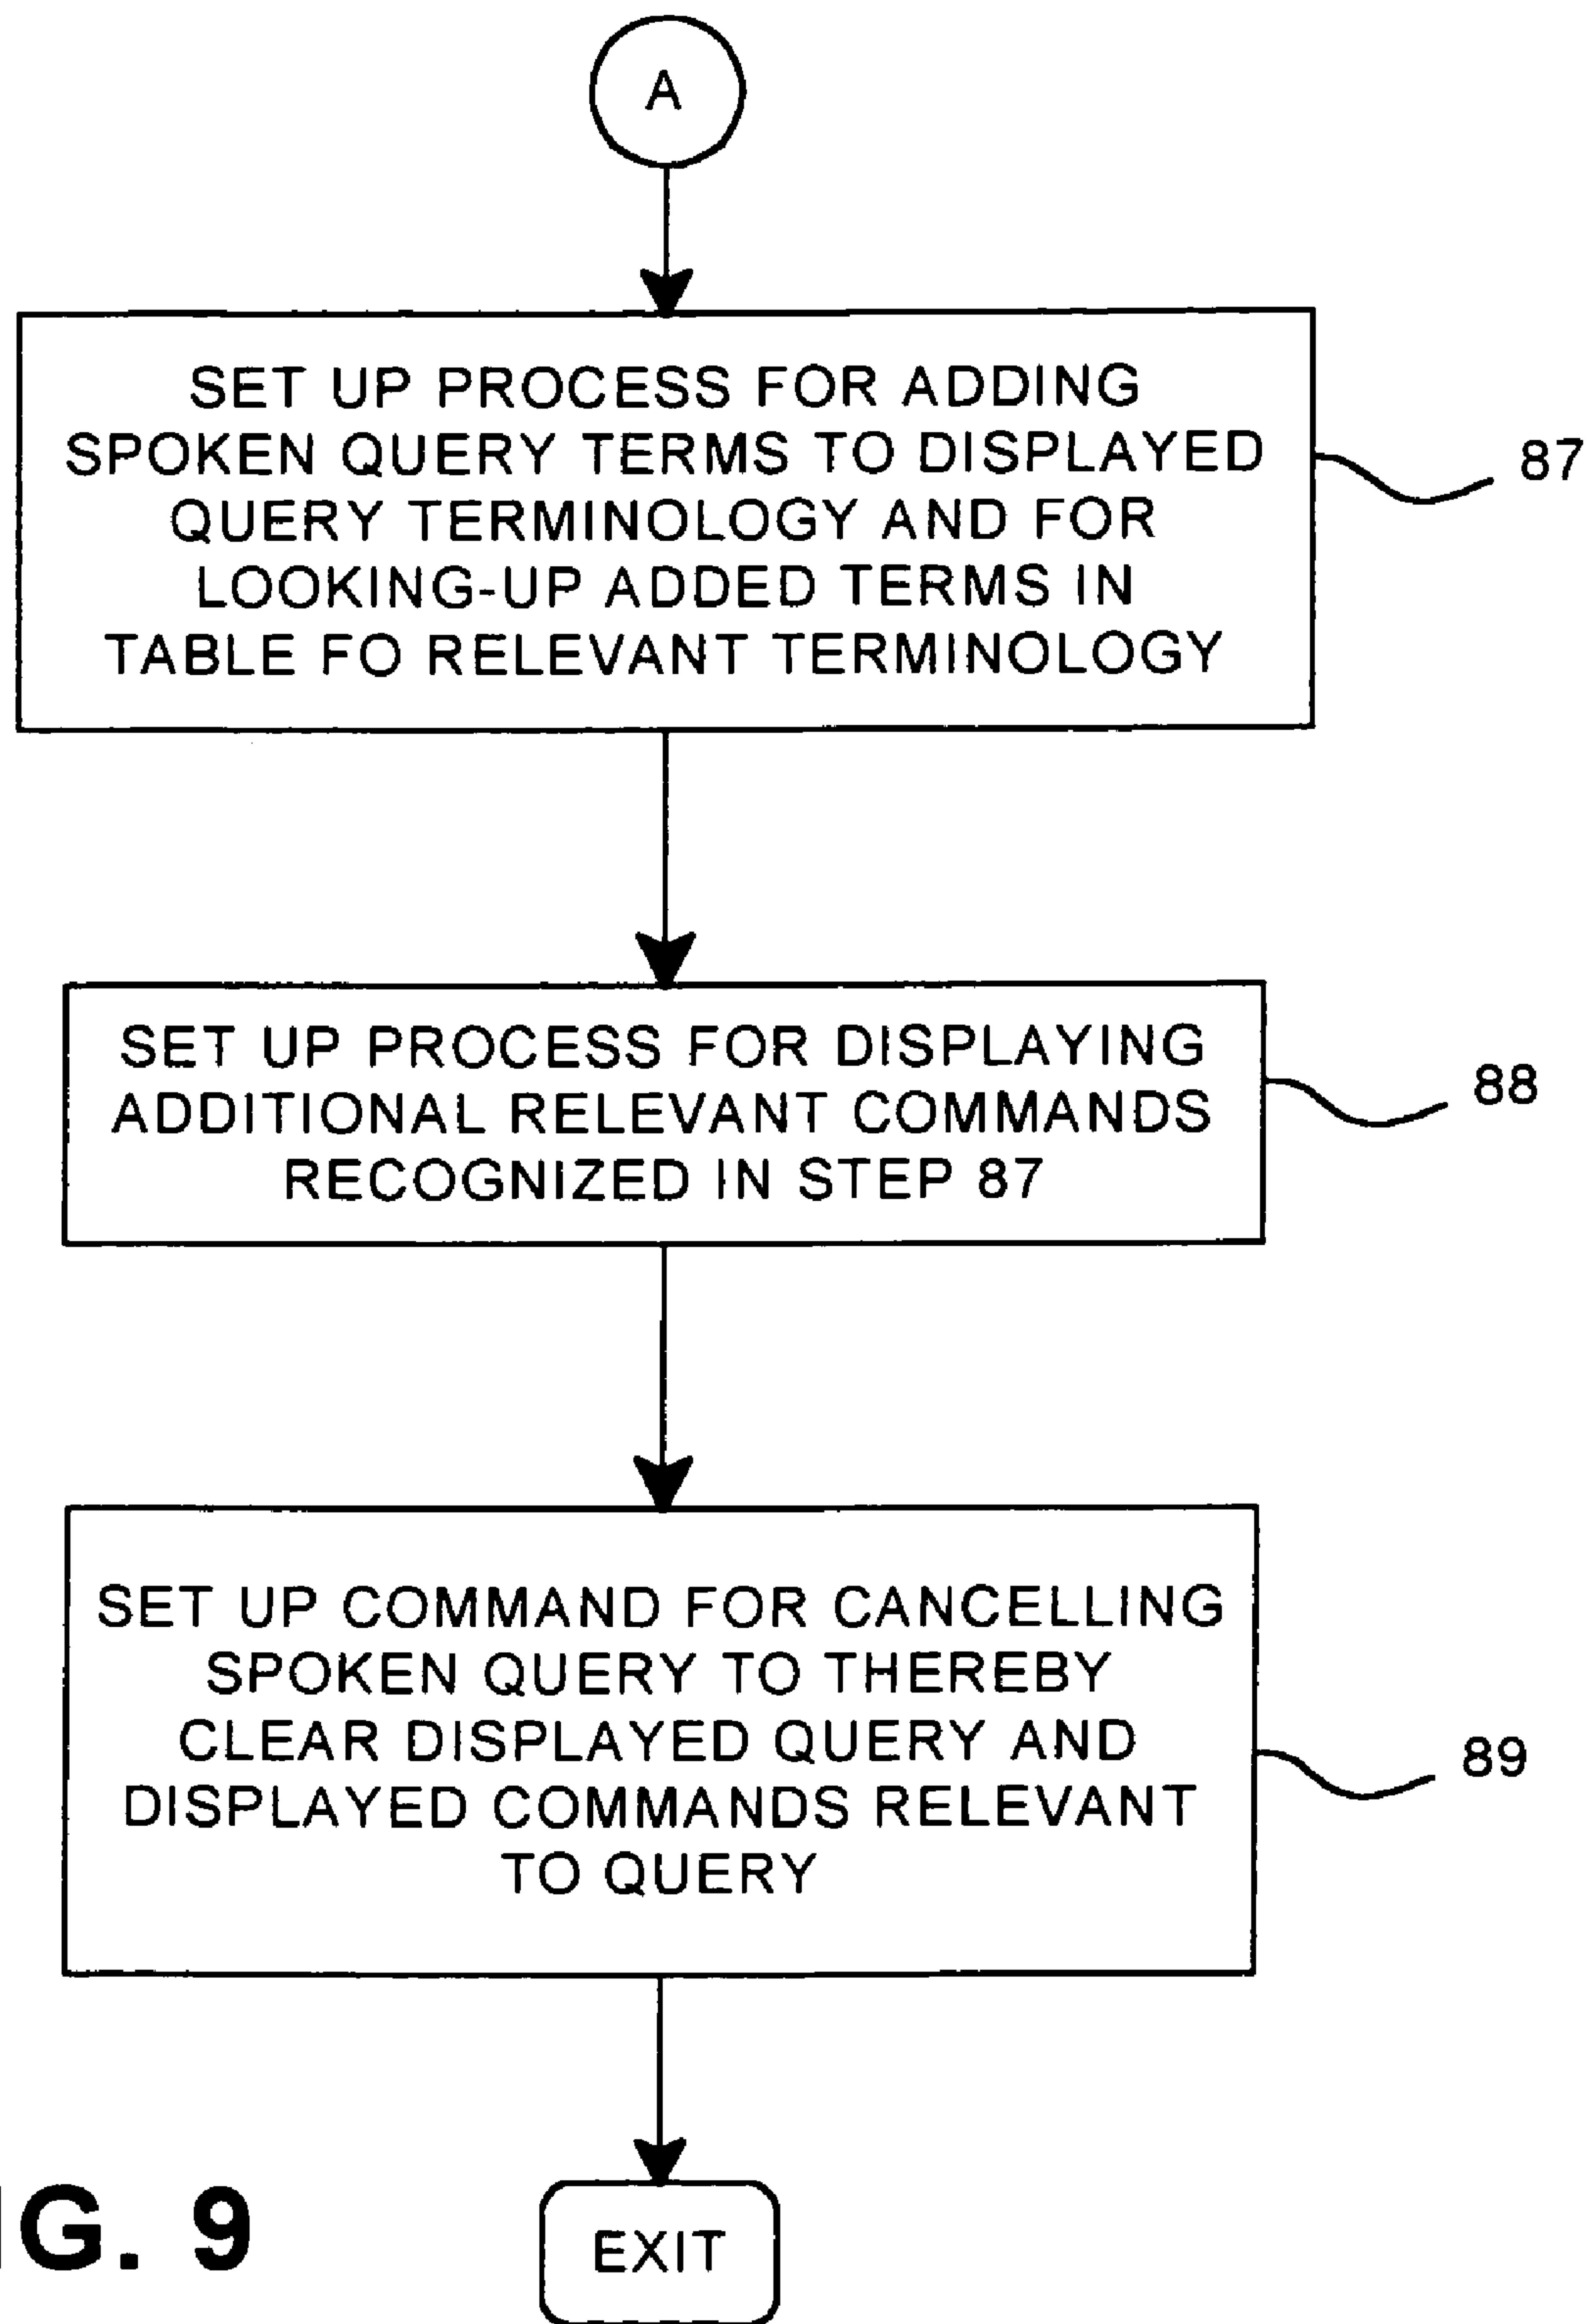 A
SET UP PROCESS FOR ADDING
SPOKEN QUERY TERMS TO DISPLAYED
QUERY TERMINOLOGY AND FOR
LOOKING-UP ADDED TERMS IN
TABLE FO RELEVANT TERMINOLOGY
87
SET UP PROCESS FOR DISPLAYING
ADDITIONAL RELEVANT COMMANDS
RECOGNIZED IN STEP 87
88
SET UP COMMAND FOR CANCELLING
SPOKEN QUERY TO THEREBY
CLEAR DISPLAYED QUERY AND
DISPLAYED COMMANDS RELEVANT
TO QUERY
89
EXIT
IG. 9